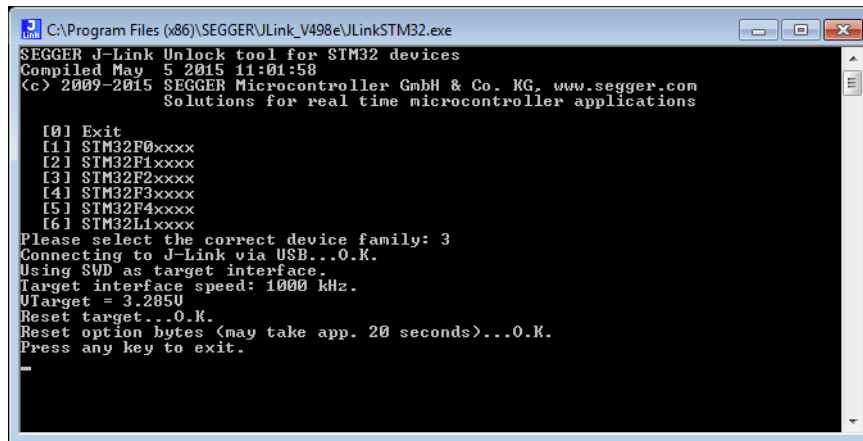 C:\Program Files (x86)\SEGGER\JLink_V498e\JLinkSTM32.exe
SEGGER J-Link Unlock tool for STM32 devices
Compiled May  5 2015 11:01:58
(c) 2009-2015 SEGGER Microcontroller GmbH & Co. KG, www.segger.com
              Solutions for real time microcontroller applications
  [0] Exit
  [1] STM32F0xxxx
  [2] STM32F1xxxx
  [3] STM32F2xxxx
  [4] STM32F3xxxx
  [5] STM32F4xxxx
  [6] STM32L1xxxx
Please select the correct device family: 3
Connecting to J-Link via USB...O.K.
Using SWD as target interface.
Target interface speed: 1000 kHz.
VTarget = 3.285V
Reset target...O.K.
Reset option bytes (may take app. 20 seconds)...O.K.
Press any key to exit.